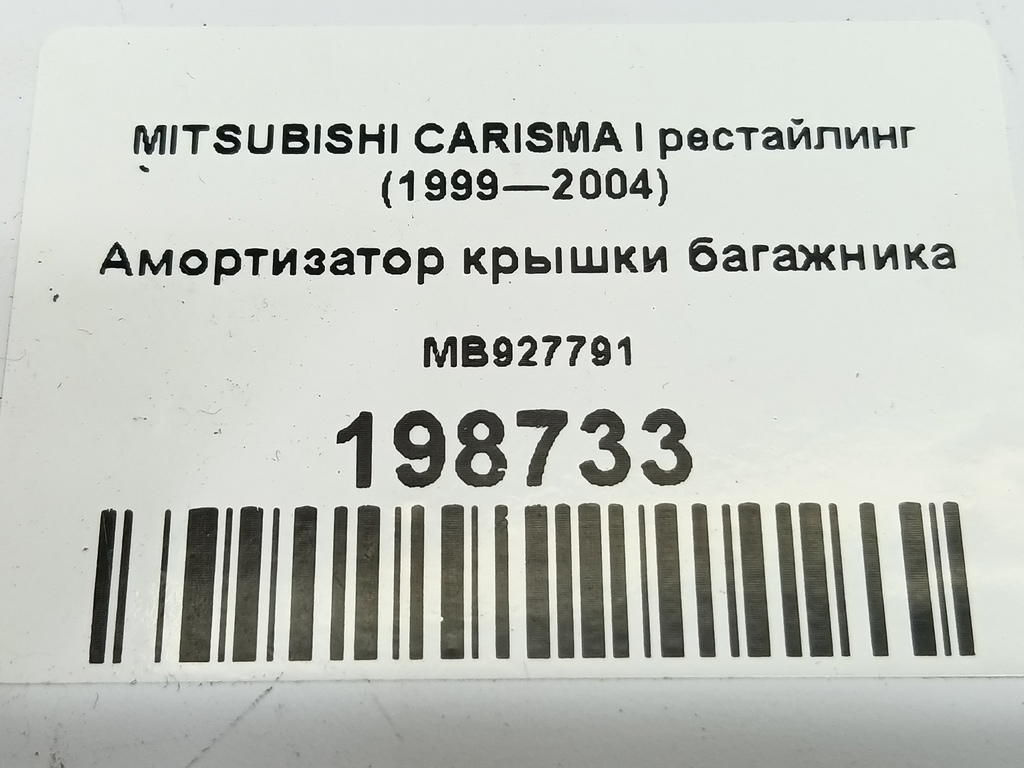 MITSUBISHI CARISMA I рестайлинг
(1999—2004)
Амортизатор крышки багажника
MB927791
198733